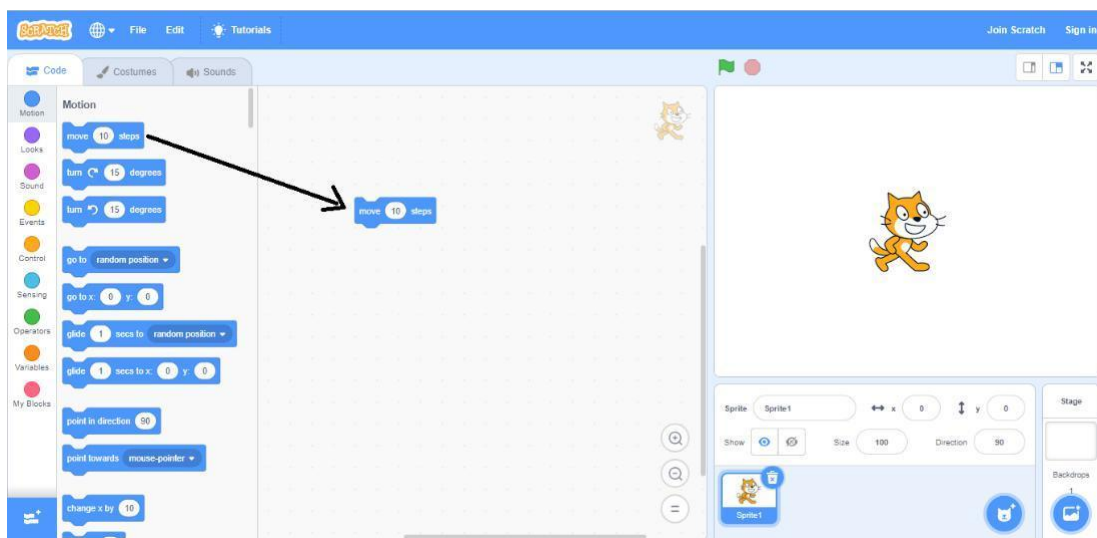 SCRATCH File Edit Tutorials Join Scratch Sign in
Code Costumes Sounds
Motion
Looks
Sound
Events
Control
Sensing
Operators
Variables
My Blocks
Motion
move 10 steps
turn 15 degrees
turn 15 degrees
go to random position
go to x: 0 y: 0
glide 1 secs to random position
glide 1 secs to x: 0 y: 0
point in direction 90
point towards mouse-pointer
change x by 10
move 10 steps
Sprite Sprite1 x 0 y 0
Show Size 100 Direction 90
Sprite1
Stage
Backdrops
1